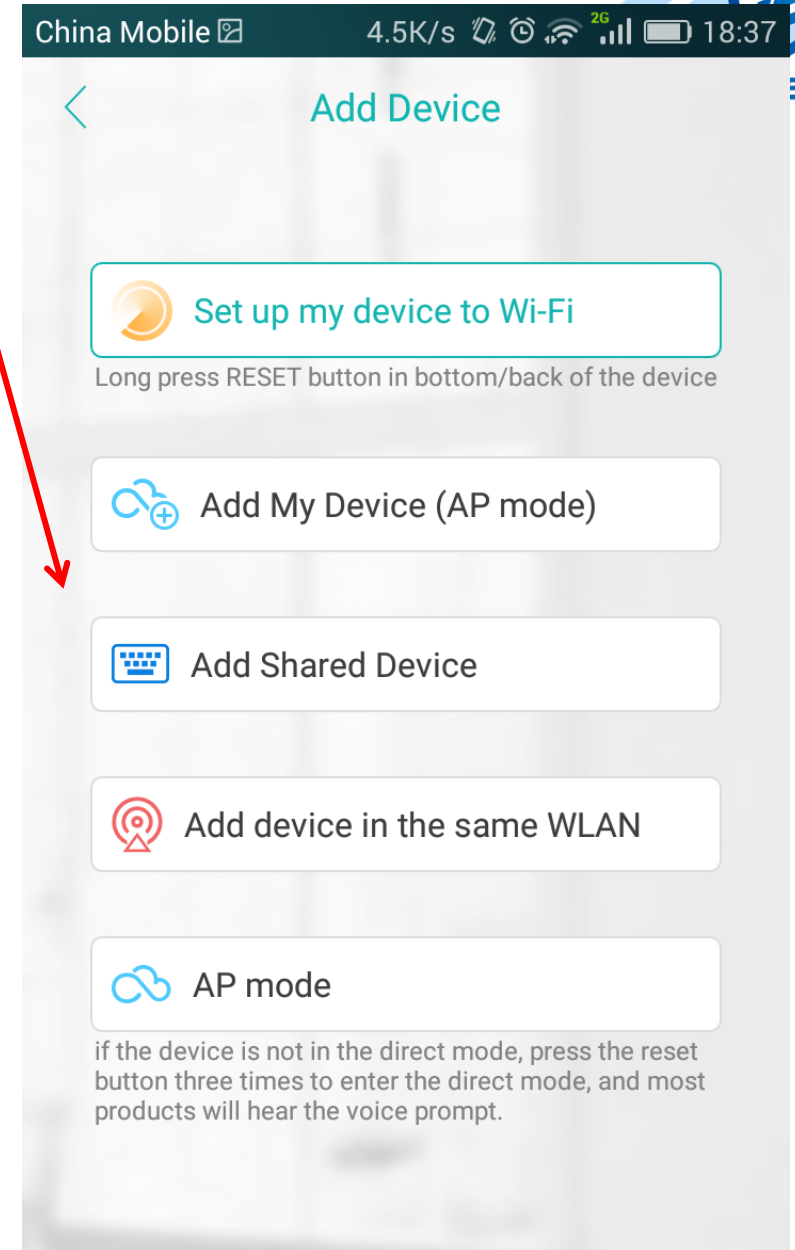 China Mobile 4.5K/s 2G 18:37
Add Device
Set up my device to Wi-Fi
Long press RESET button in bottom/back of the device
Add My Device (AP mode)
Add Shared Device
Add device in the same WLAN
AP mode
if the device is not in the direct mode, press the reset
button three times to enter the direct mode, and most
products will hear the voice prompt.